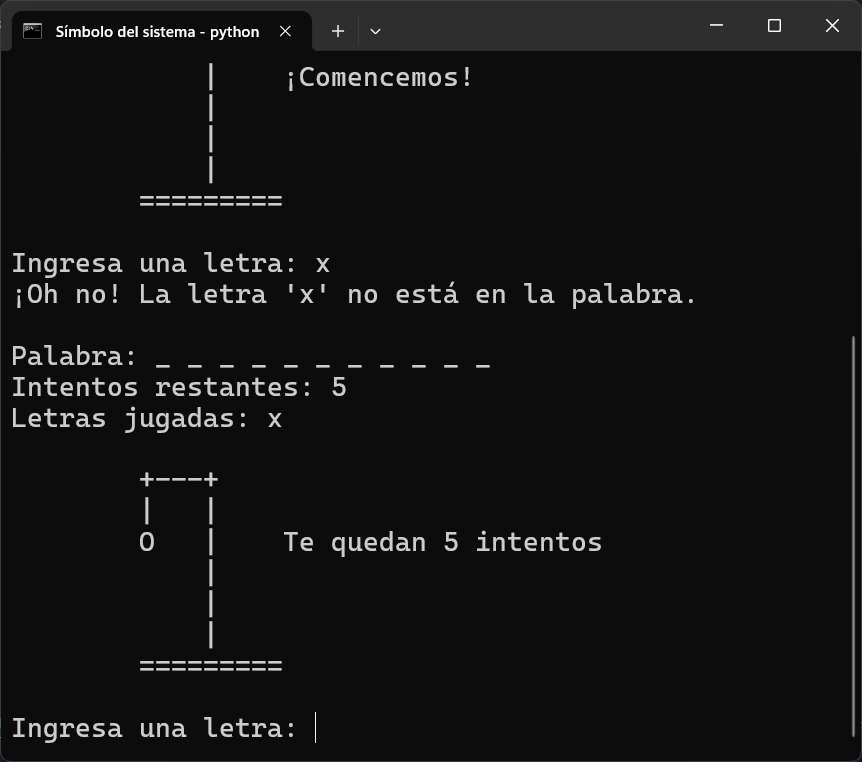 Símbolo del sistema - python
|    ¡Comencemos!
|
|
|
=========
Ingresa una letra: x
¡Oh no! La letra 'x' no está en la palabra.
Palabra: _ _ _ _ _ _ _ _ _ _ _
Intentos restantes: 5
Letras jugadas: x
+---+
|   |
O   |    Te quedan 5 intentos
|
|
|
=========
Ingresa una letra: